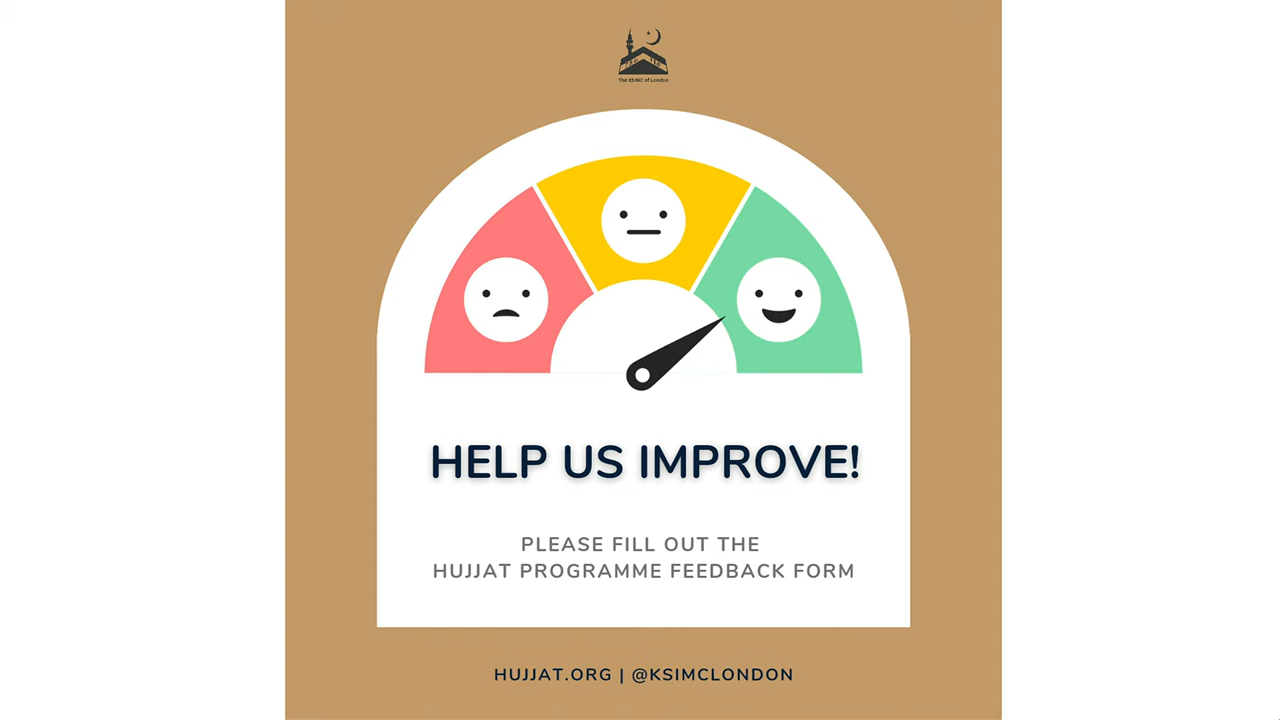 The KSIMC of London
HELP US IMPROVE!
PLEASE FILL OUT THE
HUJJAT PROGRAMME FEEDBACK FORM
HUJJAT.ORG | @KSIMCLONDON